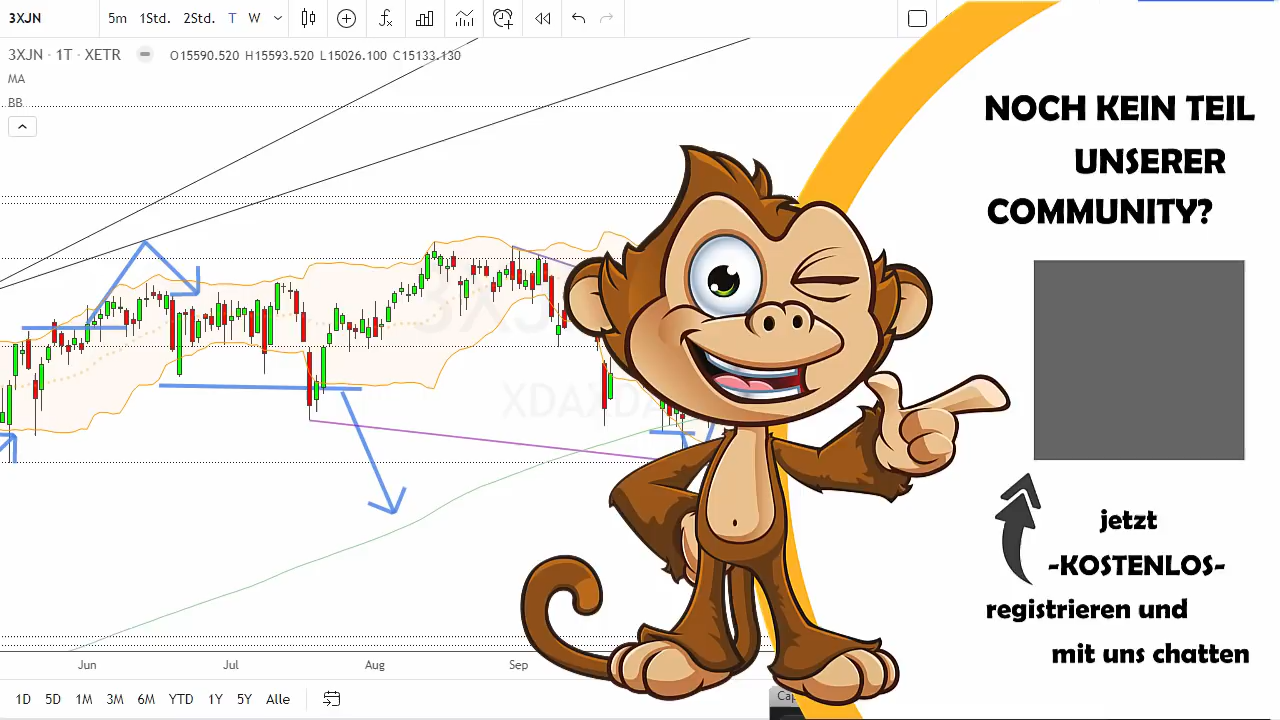 3XJN
5m 1Std. 2Std. T W
3XJN · 1T · XETR O15590.520 H15593.520 L15026.100 C15133.130
MA
BB
NOCH KEIN TEIL
UNSERER
COMMUNITY?
jetzt
-KOSTENLOS-
registrieren und
mit uns chatten
Jun Jul Aug Sep
1D 5D 1M 3M 6M YTD 1Y 5Y Alle